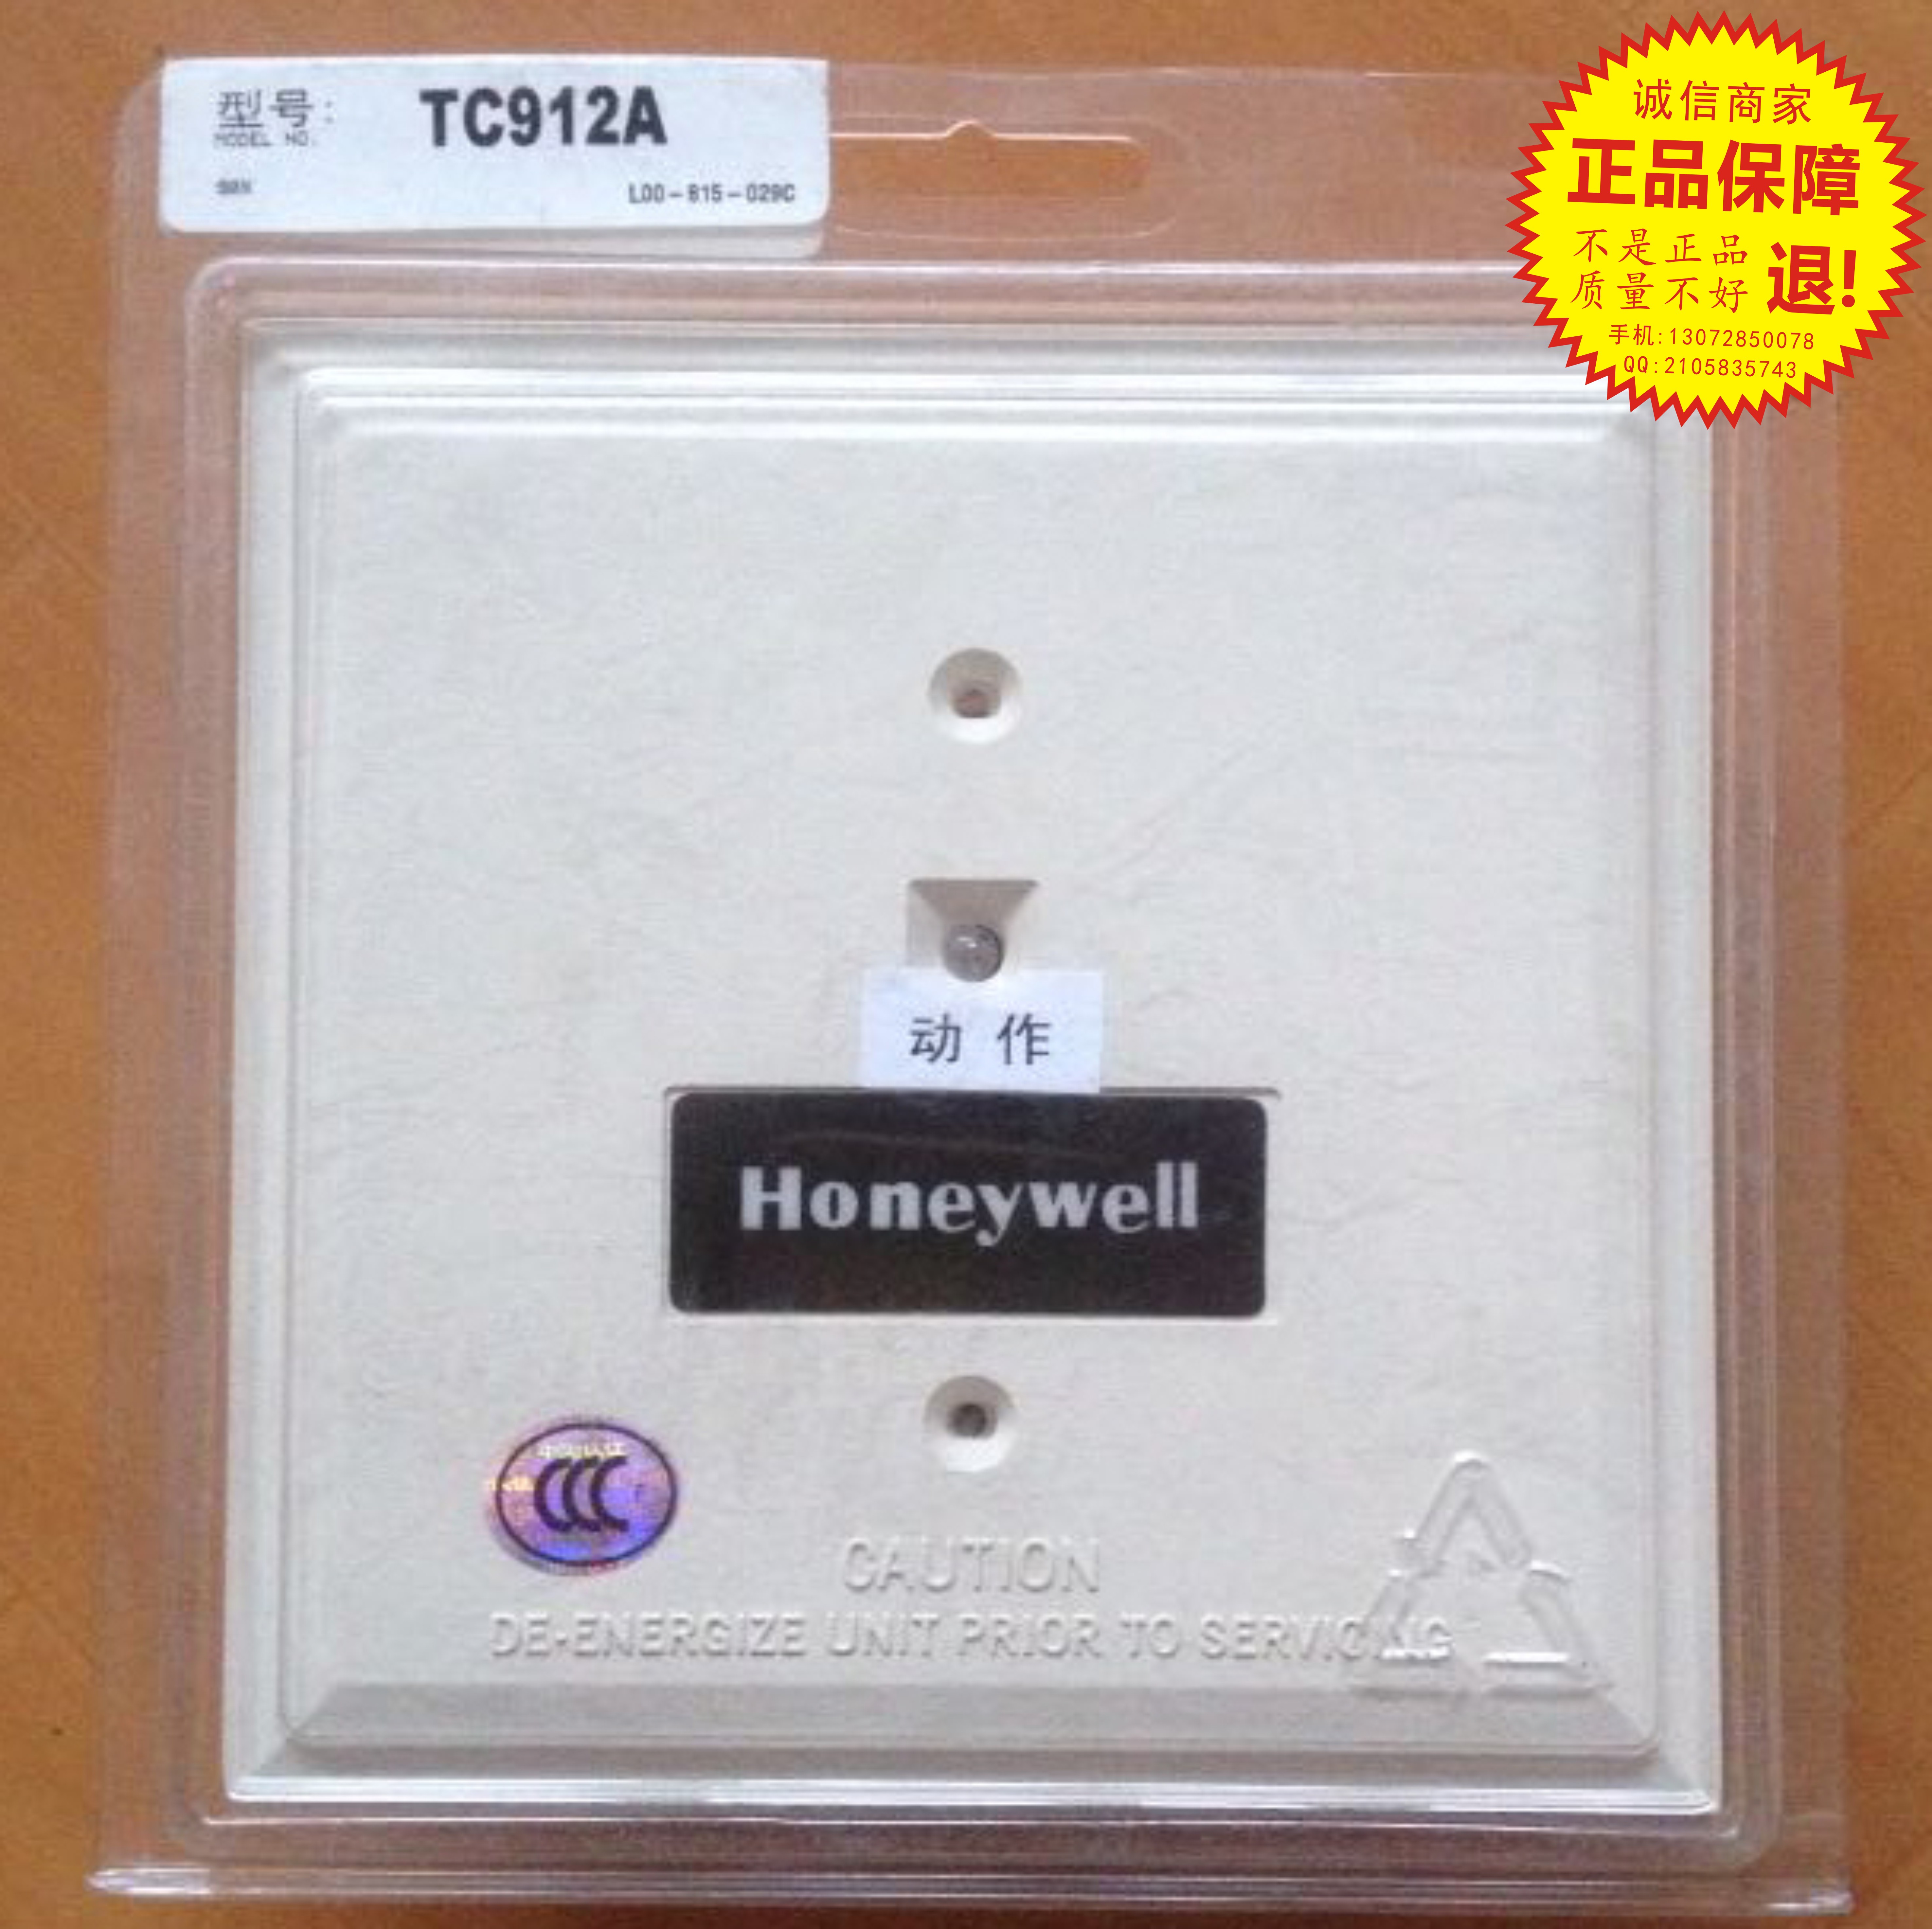 型号:
MODEL NO.
TC912A
L00-815-029C
诚信商家
正品保障
不是正品
质量不好
退!
手机:13072850078
QQ:2105835743
动作
Honeywell
CCC
CAUTION
DE-ENERGIZE UNIT PRIOR TO SERVICING